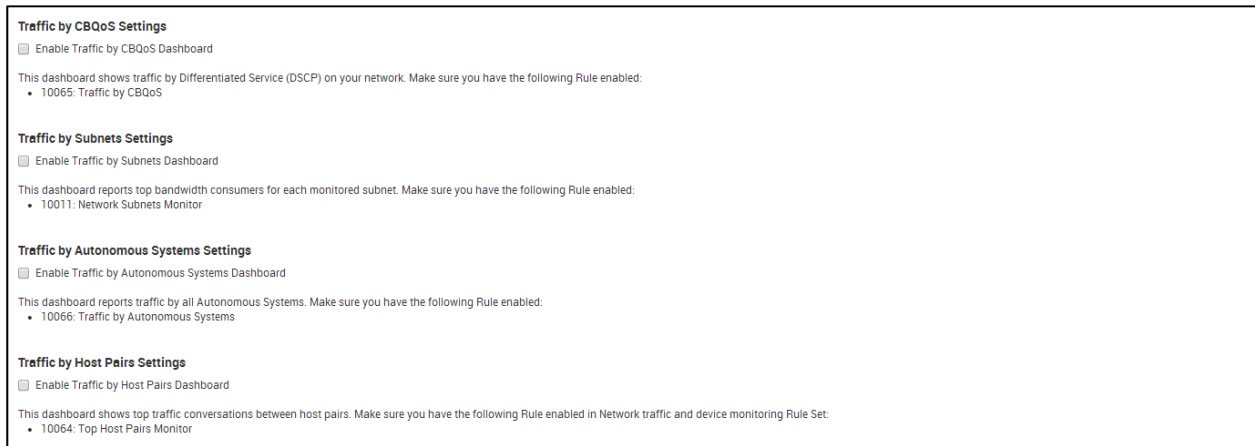 Traffic by CBQoS Settings
Enable Traffic by CBQoS Dashboard
This dashboard shows traffic by Differentiated Service (DSCP) on your network. Make sure you have the following Rule enabled:
• 10065: Traffic by CBQoS
Traffic by Subnets Settings
Enable Traffic by Subnets Dashboard
This dashboard reports top bandwidth consumers for each monitored subnet. Make sure you have the following Rule enabled:
• 10011: Network Subnets Monitor
Traffic by Autonomous Systems Settings
Enable Traffic by Autonomous Systems Dashboard
This dashboard reports traffic by all Autonomous Systems. Make sure you have the following Rule enabled:
• 10066: Traffic by Autonomous Systems
Traffic by Host Pairs Settings
Enable Traffic by Host Pairs Dashboard
This dashboard shows top traffic conversations between host pairs. Make sure you have the following Rule enabled in Network traffic and device monitoring Rule Set:
• 10064: Top Host Pairs Monitor